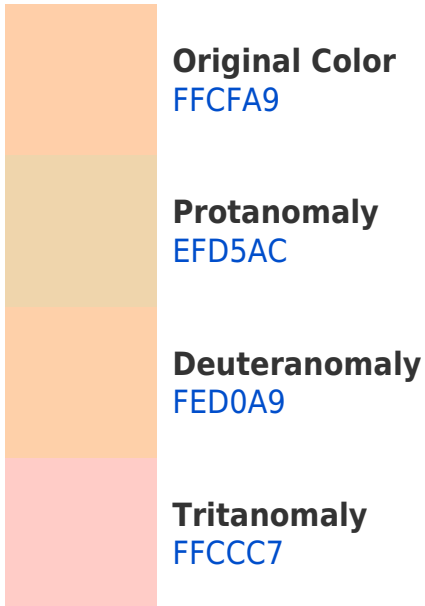 Original Color
FFCFA9
Protanomaly
EFD5AC
Deuteranomaly
FED0A9
Tritanomaly
FFCCC7